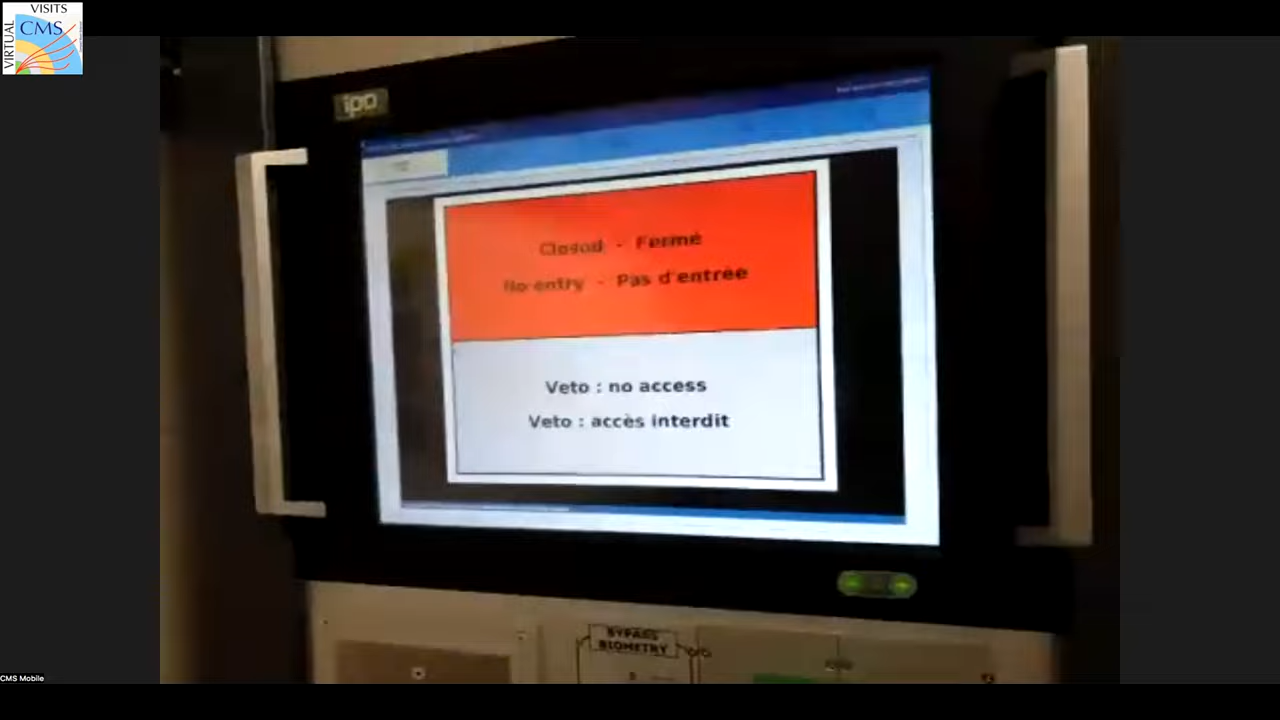 VISITS
VIRTUAL
CMS
ipo
Closed - Fermé
No entry - Pas d'entrée
Veto : no access
Veto : accès interdit
BYPASS
BIOMETRY
CMS Mobile